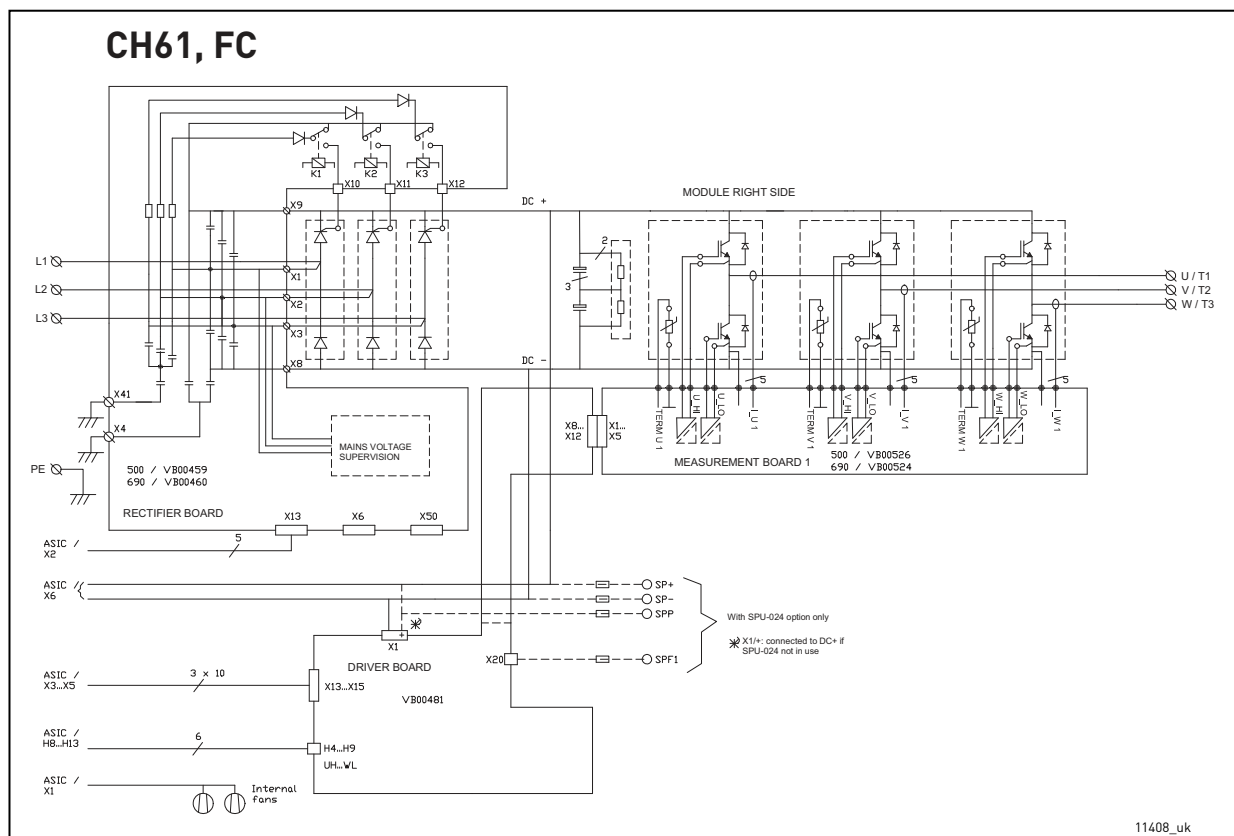 CH61, FC
K1
K2
K3
X10
X11
X12
X9
DC +
MODULE RIGHT SIDE
2
3
L1
X1
L2
X2
L3
X3
U / T1
V / T2
W / T3
X8
DC -
X41
X4
5
5
5
TERM U 1
U_HI
U_LO
I_U 1
TERM V 1
V_HI
V_LO
I_V 1
TERM W 1
W_HI
W_LO
I_W 1
X8...
X12
X1...
X5
MAINS VOLTAGE
SUPERVISION
MEASUREMENT BOARD 1
500 / VB00526
690 / VB00524
PE
500 / VB00459
690 / VB00460
RECTIFIER BOARD
X13
X6
X50
ASIC /
X2
5
ASIC /
X6
SP+
SP-
SPP
With SPU-024 option only
X1/+: connected to DC+ if
SPU-024 not in use
+
X1
DRIVER BOARD
X20
SPF1
ASIC /
X3...X5
3 x 10
X13...X15
VB00481
ASIC /
H8...H13
6
H4...H9
UH...WL
ASIC /
X1
Internal
fans
11408_uk